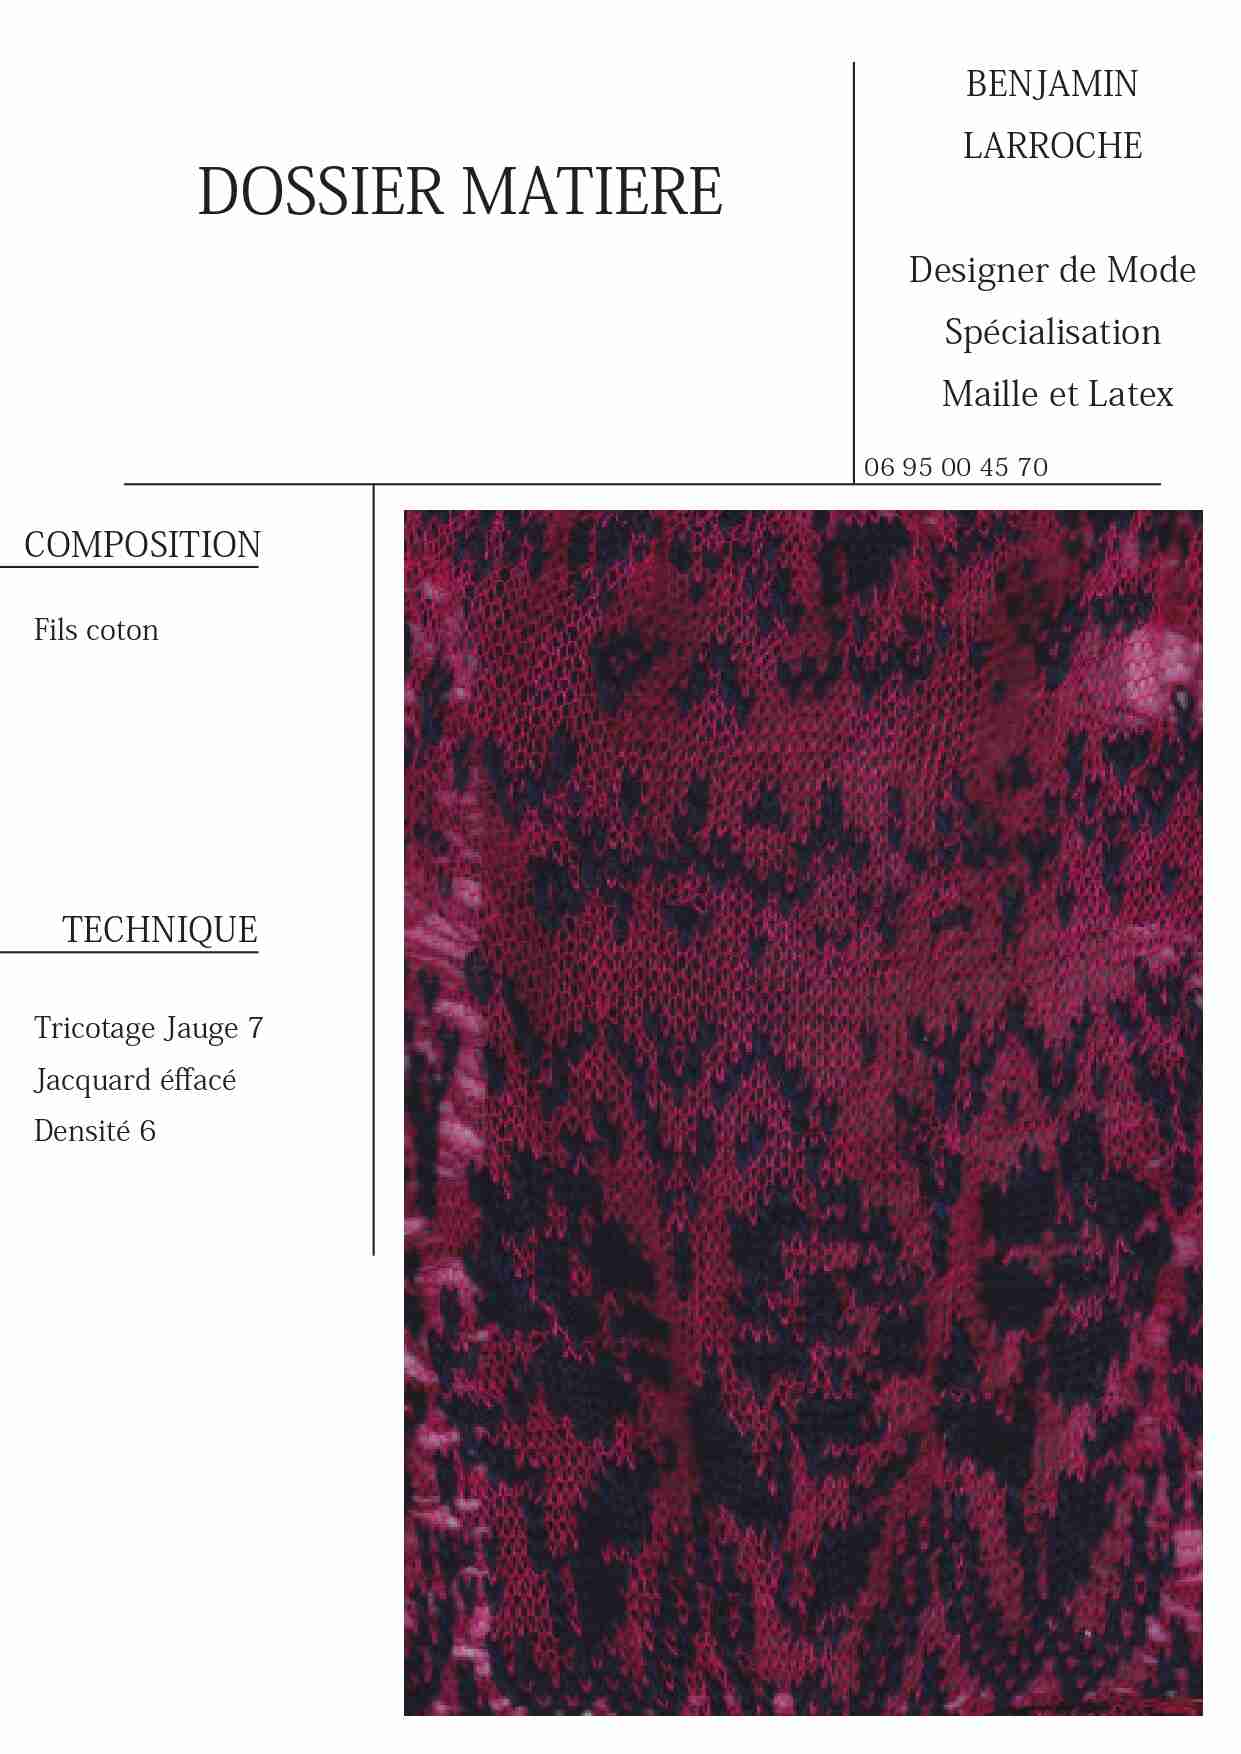 DOSSIER MATIERE
BENJAMIN
LARROCHE
Designer de Mode
Spécialisation
Maille et Latex
06 95 00 45 70
COMPOSITION
Fils coton
TECHNIQUE
Tricotage Jauge 7
Jacquard éffacé
Densité 6